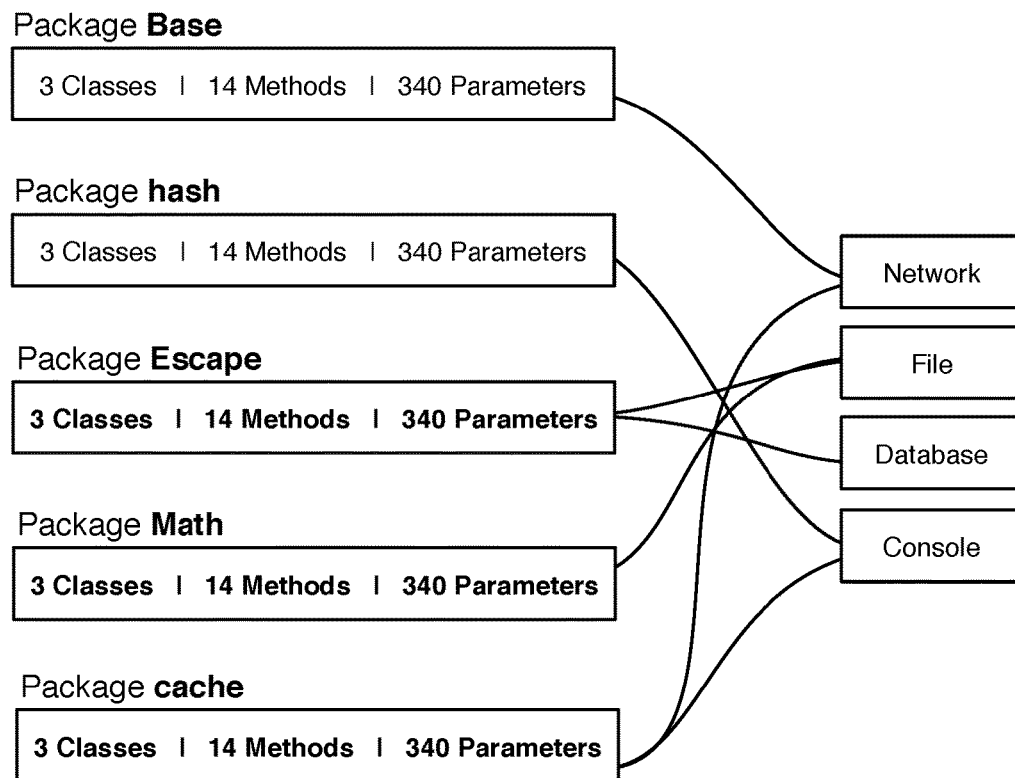 Package Base
3 Classes | 14 Methods | 340 Parameters
Package hash
3 Classes | 14 Methods | 340 Parameters
Package Escape
3 Classes | 14 Methods | 340 Parameters
Package Math
3 Classes | 14 Methods | 340 Parameters
Package cache
3 Classes | 14 Methods | 340 Parameters
Network
File
Database
Console